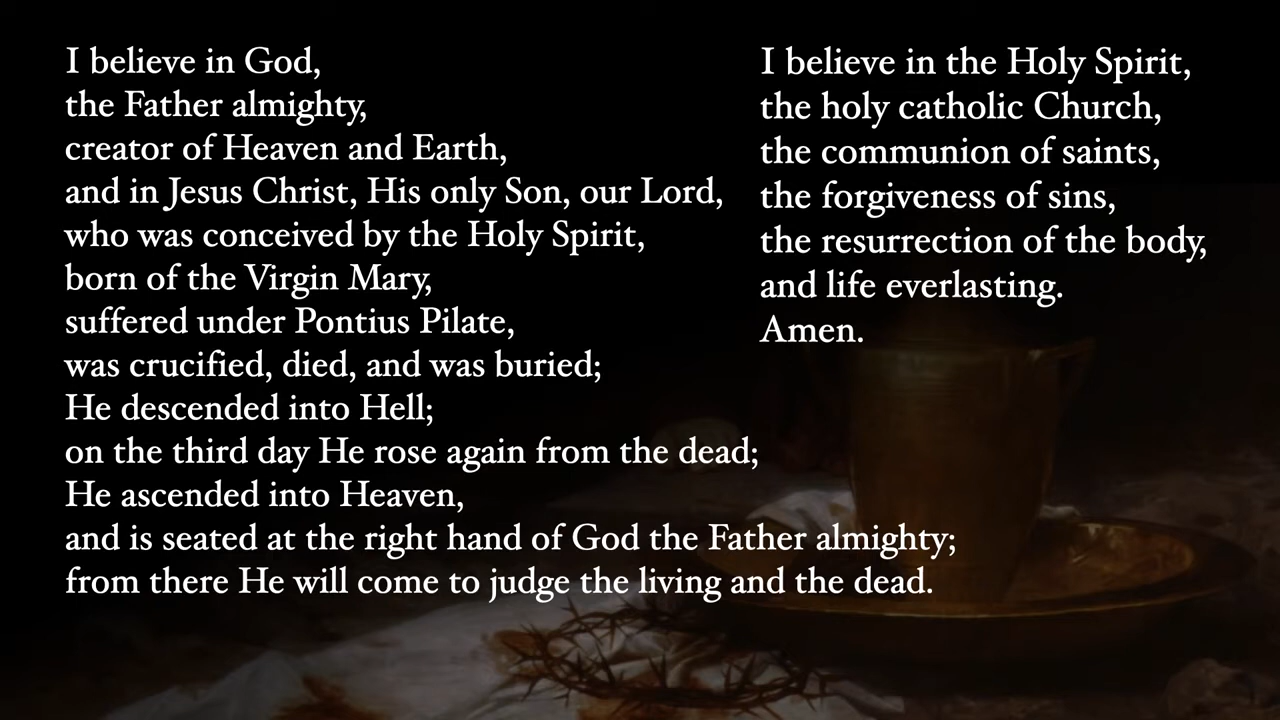 I believe in God,
the Father almighty,
creator of Heaven and Earth,
and in Jesus Christ, His only Son, our Lord,
who was conceived by the Holy Spirit,
born of the Virgin Mary,
suffered under Pontius Pilate,
was crucified, died, and was buried;
He descended into Hell;
on the third day He rose again from the dead;
He ascended into Heaven,
and is seated at the right hand of God the Father almighty;
from there He will come to judge the living and the dead.
I believe in the Holy Spirit,
the holy catholic Church,
the communion of saints,
the forgiveness of sins,
the resurrection of the body,
and life everlasting.
Amen.